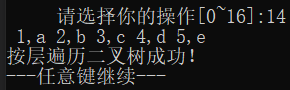 请选择你的操作[0~16]:14
1,a 2,b 3,c 4,d 5,e
按层遍历二叉树成功!
---任意键继续---